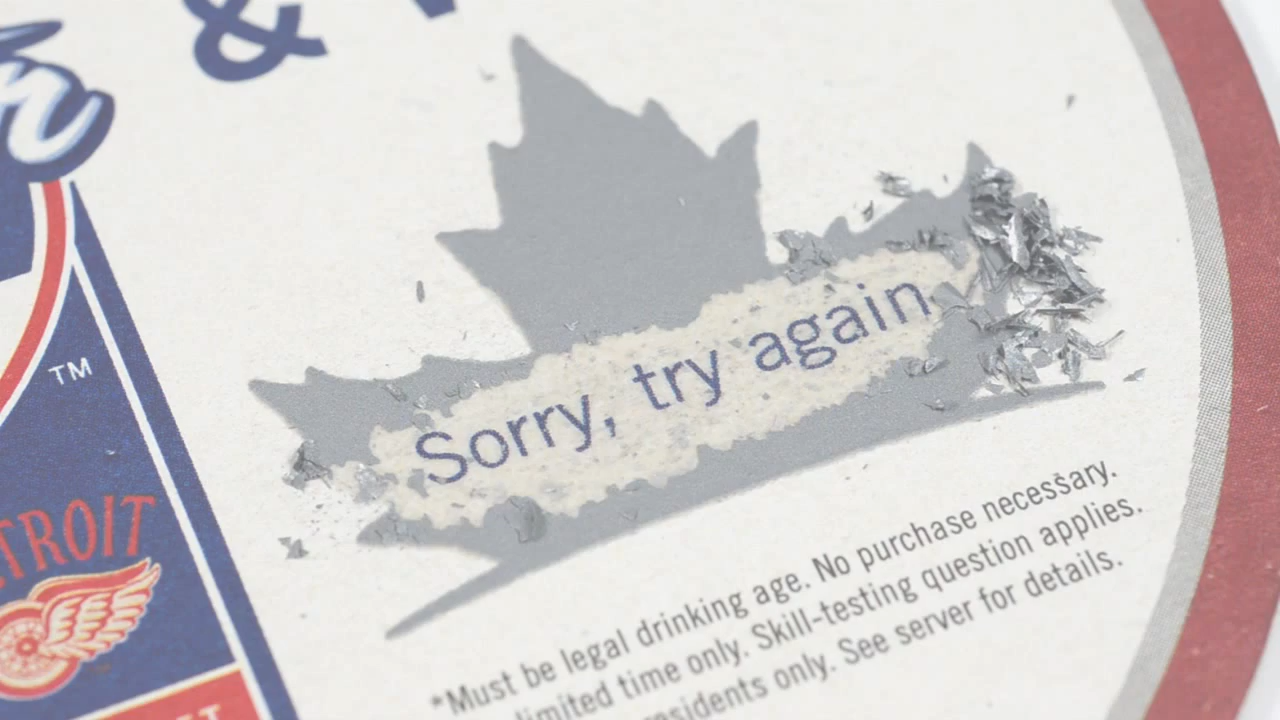 &
TM
Sorry, try again
TROIT
*Must be legal drinking age. No purchase necessary.
limited time only. Skill-testing question applies.
residents only. See server for details.